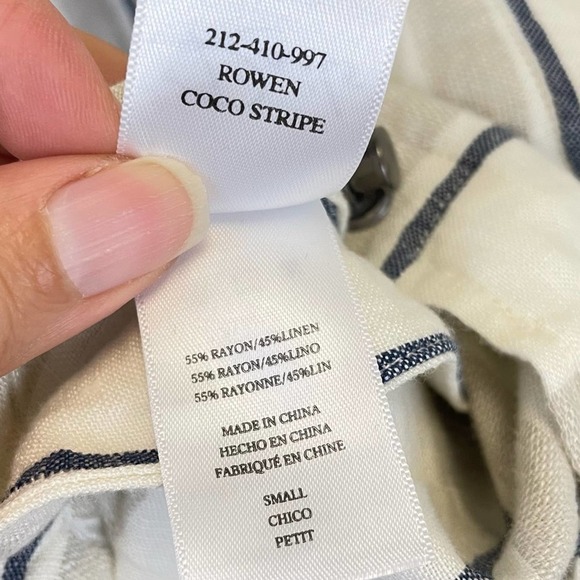 212-410-997
ROWEN
COCO STRIPE
55% RAYON/45%LINEN
55% RAYON/45%LINO
55% RAYONNE/45%LIN
MADE IN CHINA
HECHO EN CHINA
FABRIQUÉ EN CHINE
SMALL
CHICO
PETIT